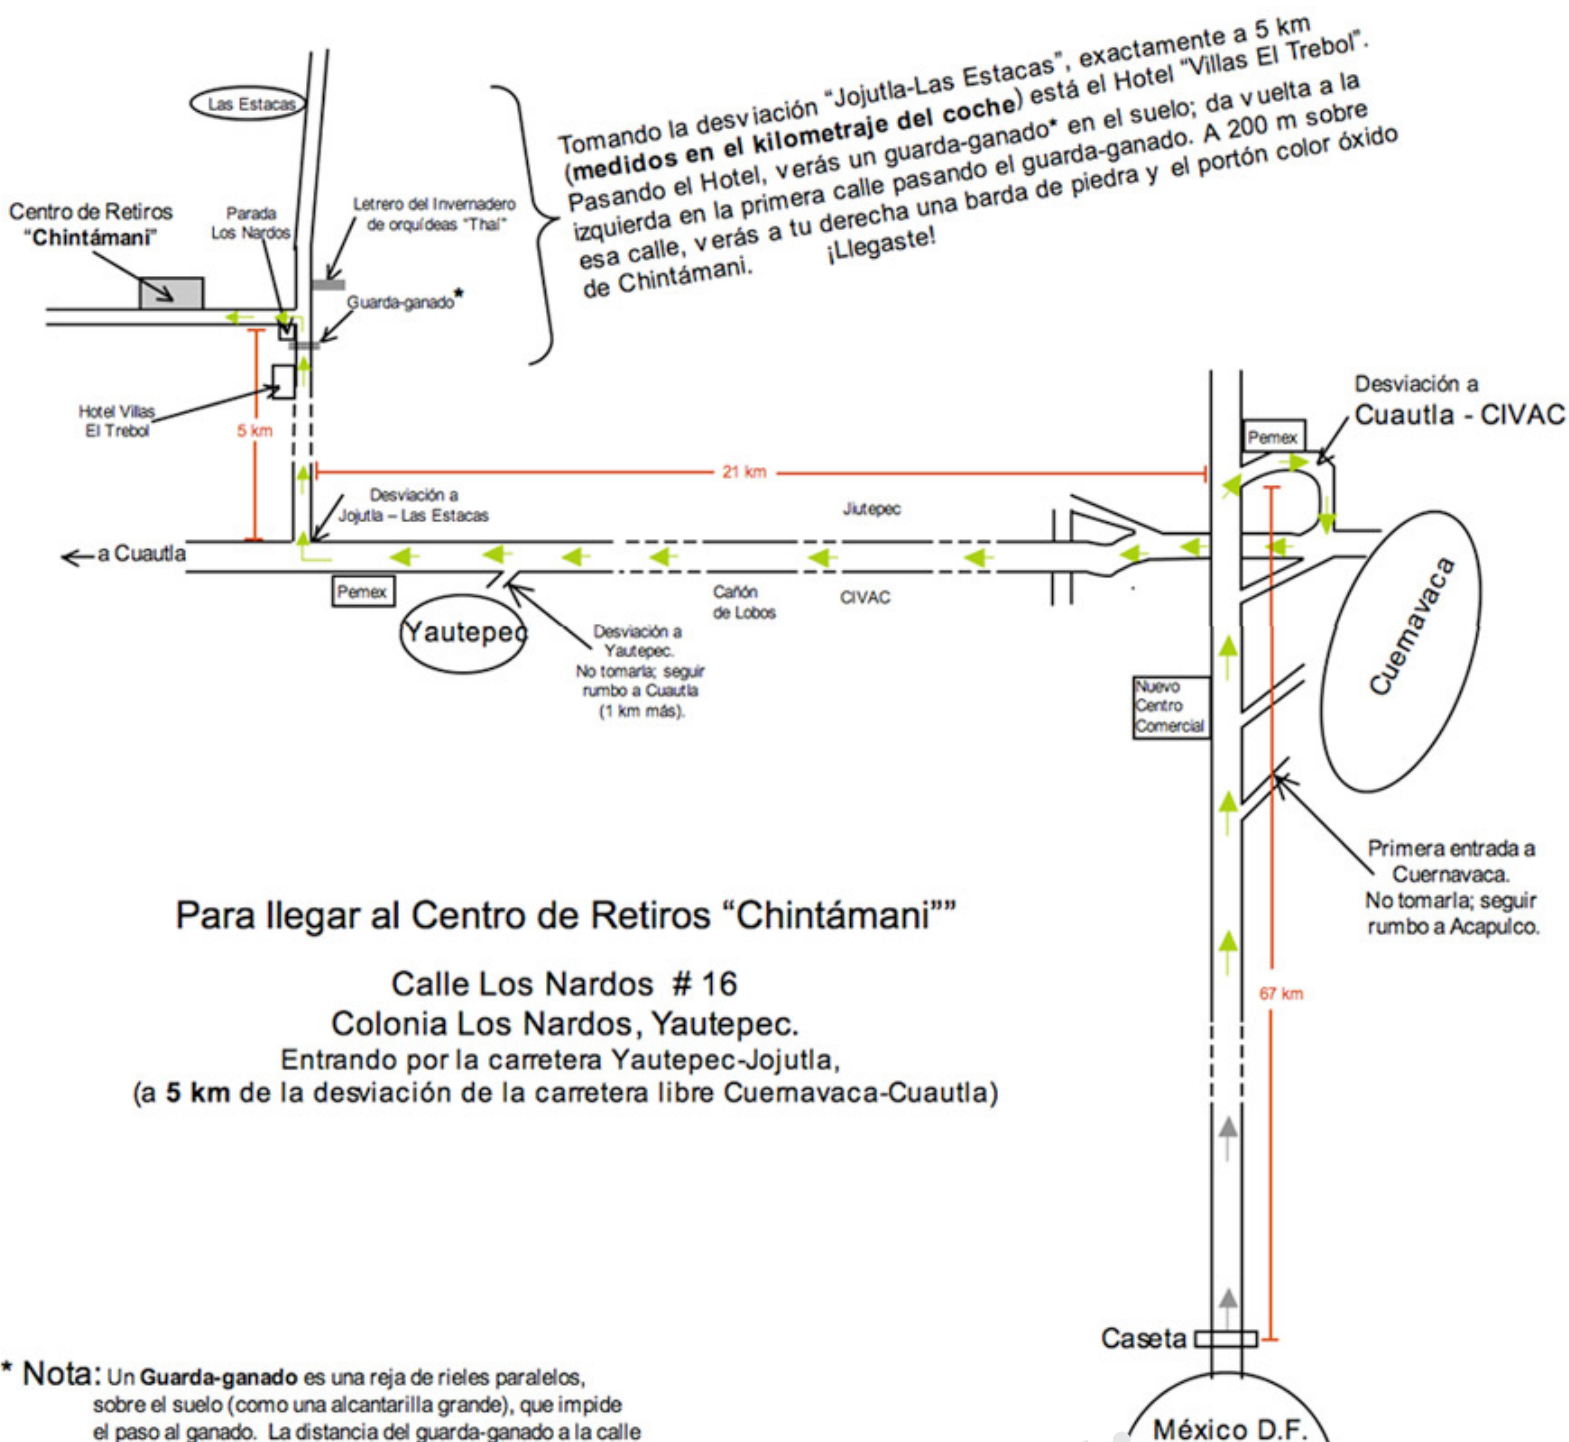 Tomando la desviación “Jojutla-Las Estacas”, exactamente a 5 km
(medidos en el kilometraje del coche) está el Hotel “Villas El Trebol”.
Pasando el Hotel, verás un guarda-ganado* en el suelo; da vuelta a la
izquierda en la primera calle pasando el guarda-ganado. A 200 m sobre
esa calle, verás a tu derecha una barda de piedra y el portón color óxido
de Chintámani. ¡Llegaste!
Las Estacas
Centro de Retiros
“Chintámani”
Parada
Los Nardos
Letrero del Invernadero
de orquídeas “Thai”
Guarda-ganado*
Hotel Villas
El Trebol
5 km
21 km
Desviación a
Cuautla - CIVAC
Pemex
Desviación a
Jojutla – Las Estacas
Jiutepec
a Cuautla
Pemex
Yautepec
Desviación a
Yautepec.
No tomarla; seguir
rumbo a Cuautla
(1 km más).
Cañón
de Lobos
CIVAC
Cuernavaca
Nuevo
Centro
Comercial
Primera entrada a
Cuernavaca.
No tomarla; seguir
rumbo a Acapulco.
67 km
Para llegar al Centro de Retiros “Chintámani””
Calle Los Nardos # 16
Colonia Los Nardos, Yautepec.
Entrando por la carretera Yautepec-Jojutla,
(a 5 km de la desviación de la carretera libre Cuernavaca-Cuautla)
Caseta
México D.F.
* Nota: Un Guarda-ganado es una reja de rieles paralelos,
sobre el suelo (como una alcantarilla grande), que impide
el paso al ganado. La distancia del guarda-ganado a la calle